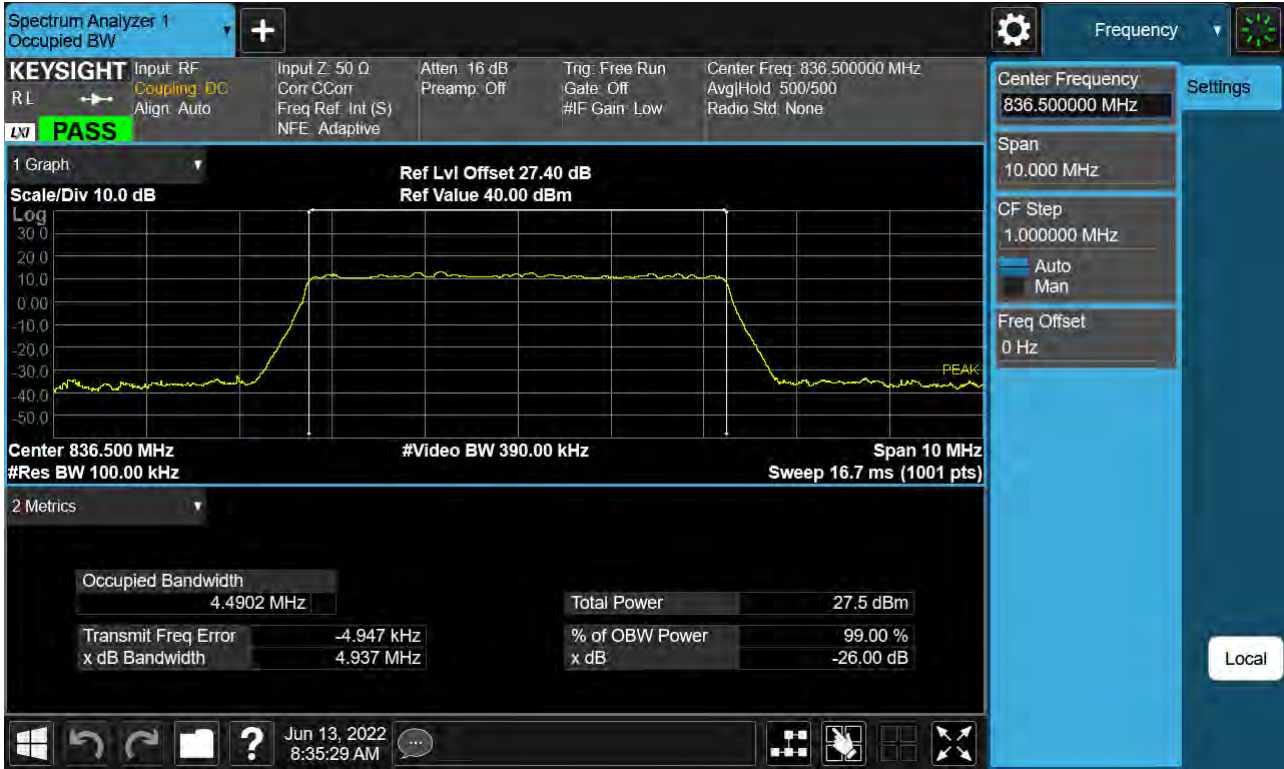 Spectrum Analyzer 1
Occupied BW
+
Frequency
KEYSIGHT
R L
LXI
PASS
Input: RF
Coupling: DC
Align: Auto
Input Z: 50 Ω
Corr CCorr
Freq Ref: Int (S)
NFE: Adaptive
Atten: 16 dB
Preamp: Off
Trig: Free Run
Gate: Off
#IF Gain: Low
Center Freq: 836.500000 MHz
Avg|Hold: 500/500
Radio Std: None
Center Frequency
836.500000 MHz
Settings
Span
10.000 MHz
CF Step
1.000000 MHz
Auto
Man
Freq Offset
0 Hz
1 Graph
Scale/Div 10.0 dB
Ref Lvl Offset 27.40 dB
Ref Value 40.00 dBm
Log
30.0
20.0
10.0
0.00
-10.0
-20.0
-30.0
-40.0
-50.0
PEAK
Center 836.500 MHz
#Video BW 390.00 kHz
Span 10 MHz
#Res BW 100.00 kHz
Sweep 16.7 ms (1001 pts)
2 Metrics
Occupied Bandwidth
4.4902 MHz
Total Power 27.5 dBm
Transmit Freq Error -4.947 kHz
% of OBW Power 99.00 %
x dB Bandwidth 4.937 MHz
x dB -26.00 dB
Local
?
Jun 13, 2022
8:35:29 AM